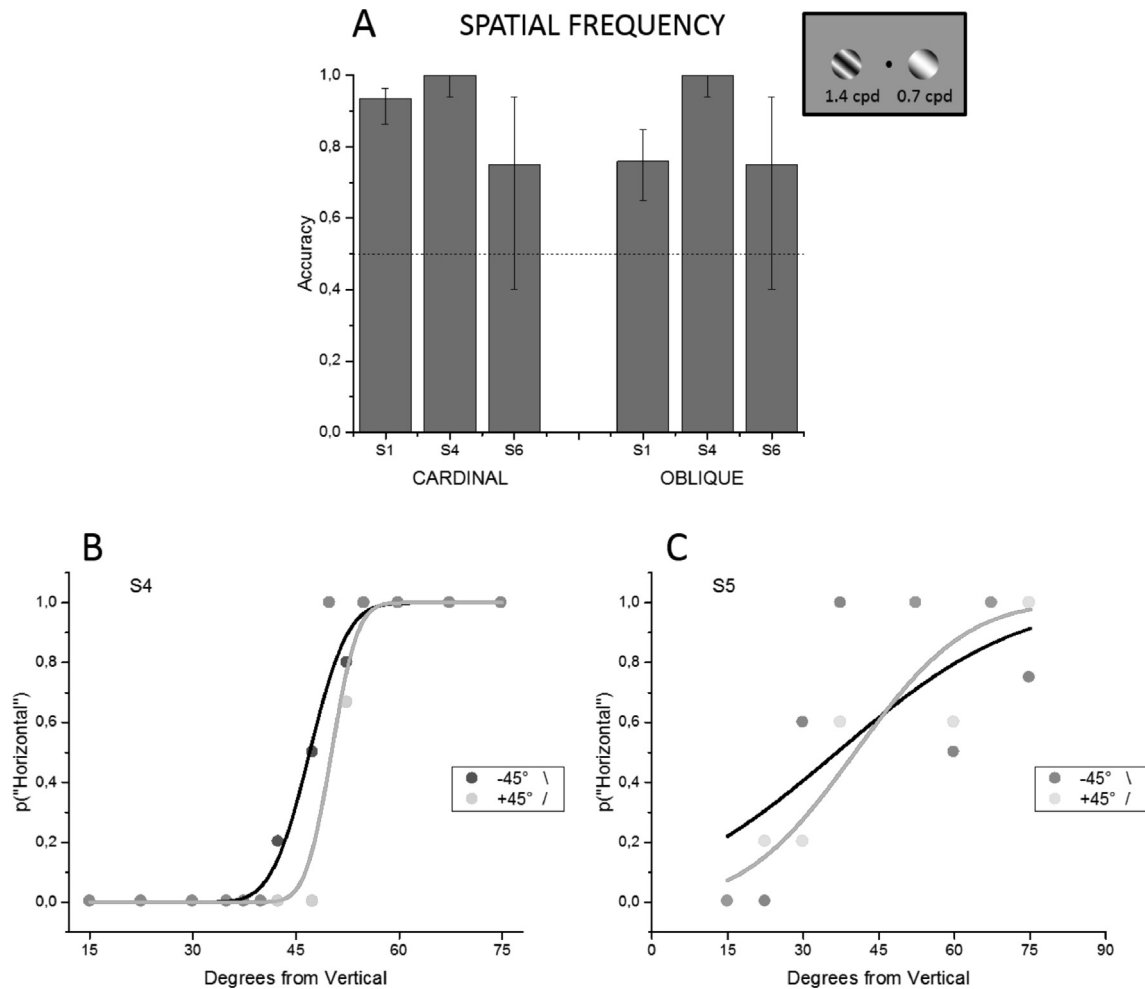 A SPATIAL FREQUENCY
1.4 cpd 0.7 cpd
Accuracy
1,0
0,8
0,6
0,4
0,2
0,0
S1 S4 S6 S1 S4 S6
CARDINAL OBLIQUE
B
S4
p("Horizontal")
1,0
0,8
0,6
0,4
0,2
0,0
-45° \
+45° /
15 30 45 60 75
Degrees from Vertical
C
S5
p("Horizontal")
1,0
0,8
0,6
0,4
0,2
0,0
-45° \
+45° /
0 15 30 45 60 75 90
Degrees from Vertical